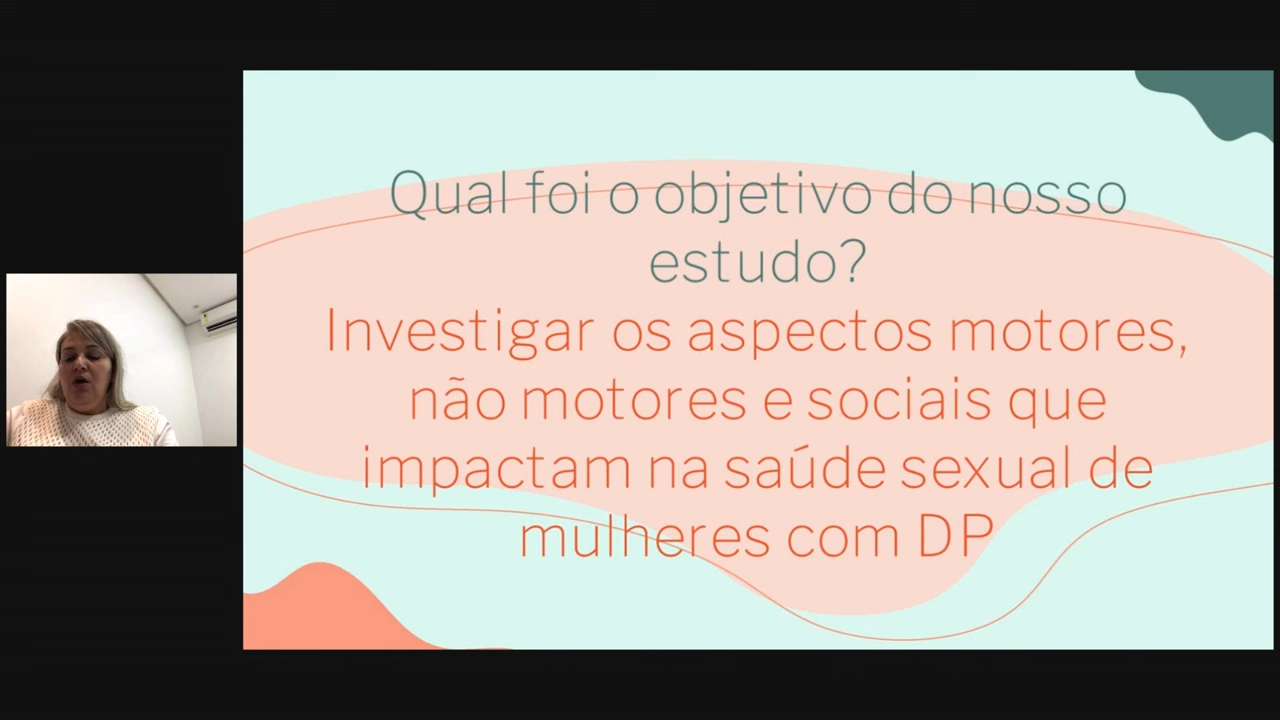 Qual foi o objetivo do nosso
estudo?
Investigar os aspectos motores,
não motores e sociais que
impactam na saúde sexual de
mulheres com DP